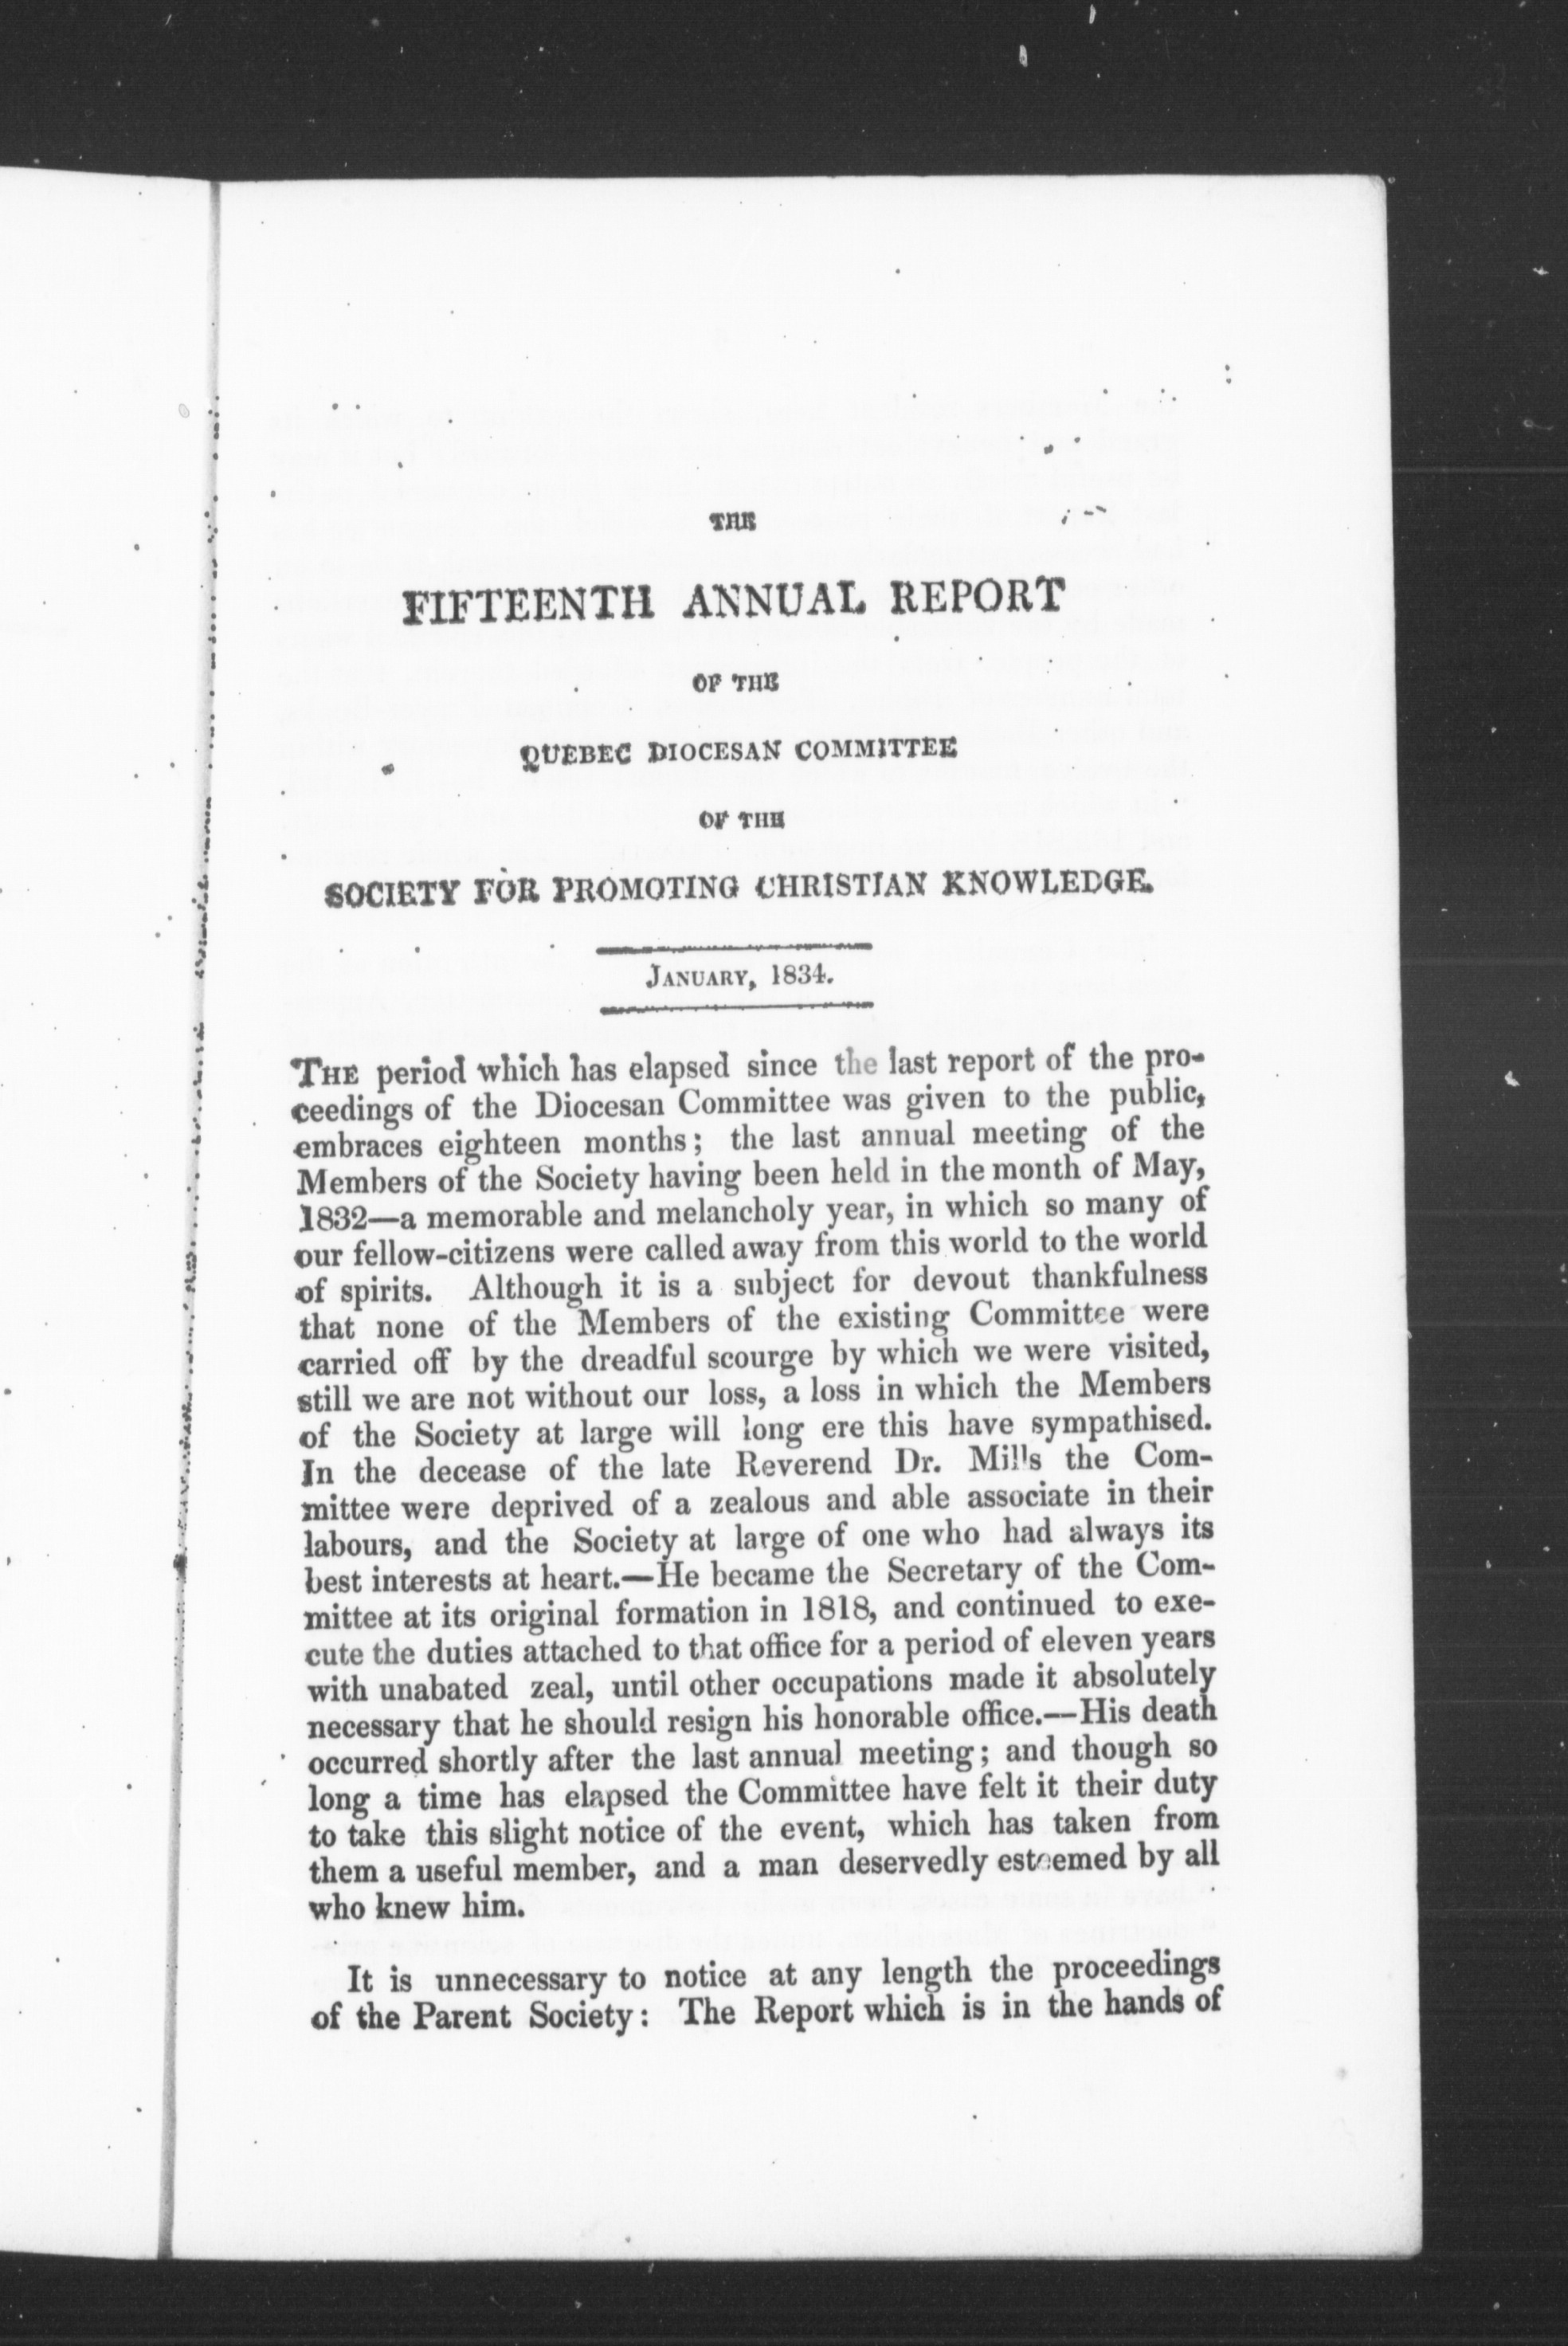 THE
FIFTEENTH ANNUAL REPORT
OF THE
QUEBEC DIOCESAN COMMITTEE
OF THE
SOCIETY FOR PROMOTING CHRISTIAN KNOWLEDGE.
JANUARY, 1834.
THE period which has elapsed since the last report of the pro-
ceedings of the Diocesan Committee was given to the public,
embraces eighteen months; the last annual meeting of the
Members of the Society having been held in the month of May,
1832—a memorable and melancholy year, in which so many of
our fellow-citizens were called away from this world to the world
of spirits. Although it is a subject for devout thankfulness
that none of the Members of the existing Committee were
carried off by the dreadful scourge by which we were visited,
still we are not without our loss, a loss in which the Members
of the Society at large will long ere this have sympathised.
In the decease of the late Reverend Dr. Mills the Com-
mittee were deprived of a zealous and able associate in their
labours, and the Society at large of one who had always its
best interests at heart.—He became the Secretary of the Com-
mittee at its original formation in 1818, and continued to exe-
cute the duties attached to that office for a period of eleven years
with unabated zeal, until other occupations made it absolutely
necessary that he should resign his honorable office.—His death
occurred shortly after the last annual meeting; and though so
long a time has elapsed the Committee have felt it their duty
to take this slight notice of the event, which has taken from
them a useful member, and a man deservedly esteemed by all
who knew him.
It is unnecessary to notice at any length the proceedings
of the Parent Society: The Report which is in the hands of